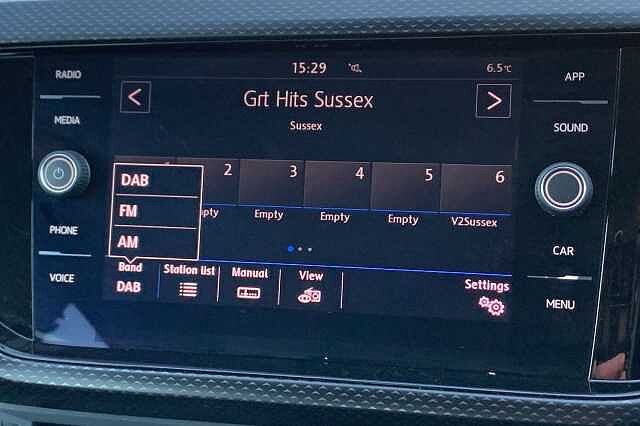 RADIO
MEDIA
PHONE
VOICE
15:29 6.5°C
< Grt Hits Sussex >
Sussex
2 3 4 5 6
Empty Empty Empty V2Sussex
DAB
FM
AM
Band Station list Manual View Settings
DAB
APP
SOUND
CAR
MENU